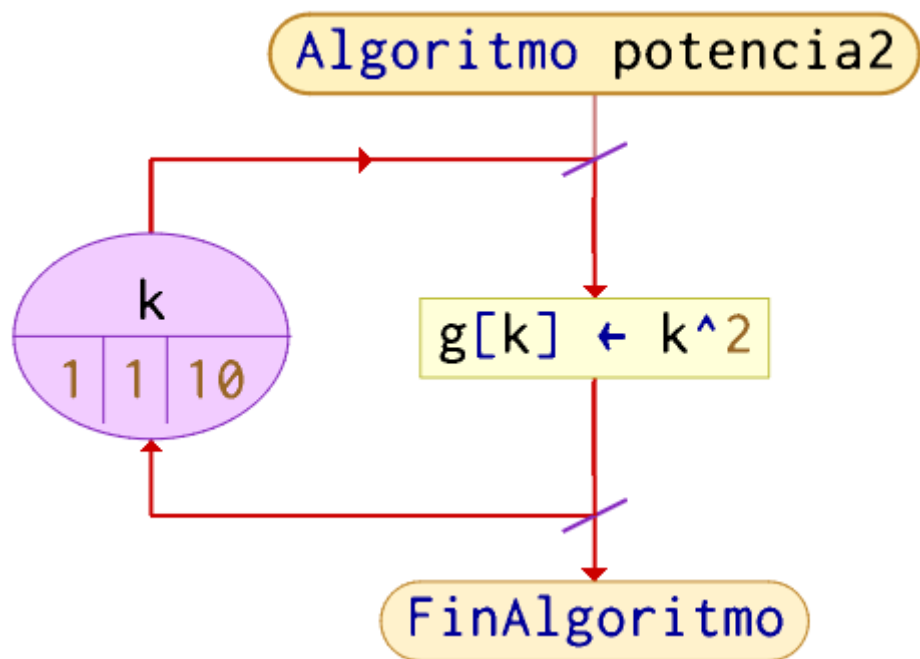 Algoritmo potencia2
k
1 1 10
g[k] ← k^2
FinAlgoritmo